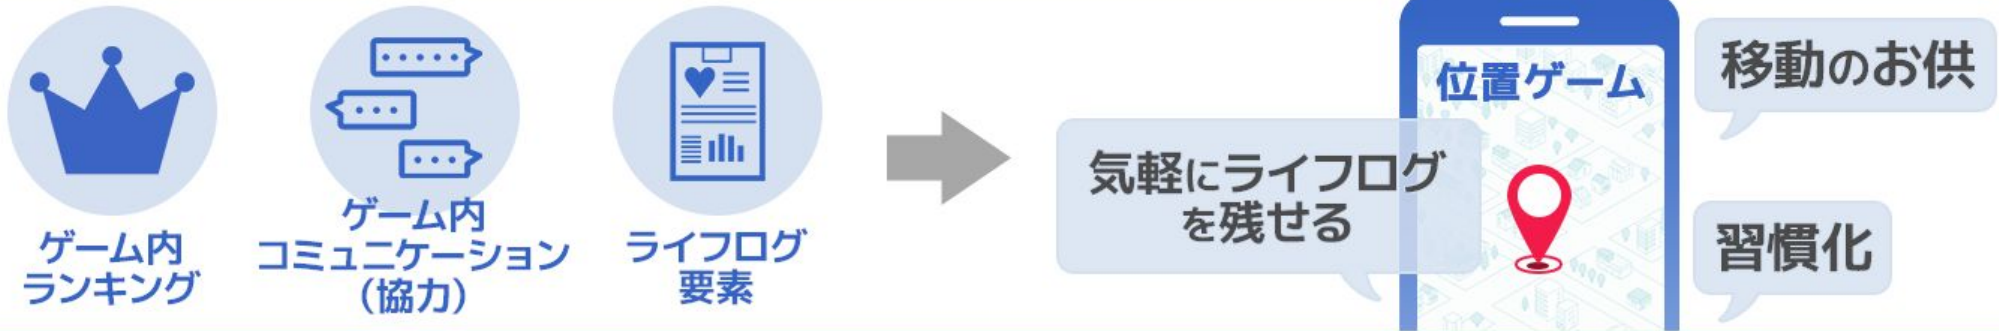 ゲーム内
ランキング
ゲーム内
コミュニケーション
(協力)
ライフログ
要素
気軽にライフログ
を残せる
位置ゲーム
移動のお供
習慣化